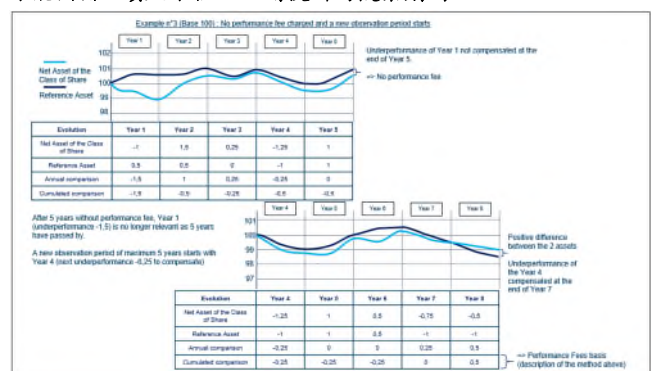 Example n°3 (Base 100) : No performance fee charged and a new observation period starts
Year 1 Year 2 Year 3 Year 4 Year 5
102
101
100
99
98
Net Asset of the
Class of Share
Reference Asset
Underperformance of Year 1 not compensated at the
end of Year 5.
=> No performance fee
Evolution Year 1 Year 2 Year 3 Year 4 Year 5
Net Asset of the Class
of Share
-1 1,5 0,25 -1,25 1
Reference Asset 0,5 0,5 0 -1 1
Annual comparison -1,5 1 0,25 -0,25 0
Cumulated comparison -1,5 -0,5 -0,25 -0,5 -0,5
After 5 years without performance fee, Year 1
(underperformance -1,5) is no longer relevant as 5 years
have passed by.
A new observation period of maximum 5 years starts with
Year 4 (next underperformance -0,25 to compensate)
Year 4 Year 5 Year 6 Year 7 Year 8
101
100
99
98
97
Positive difference
between the 2 assets
Underperformance of
the Year 4
compensated at the
end of Year 7
Evolution Year 4 Year 5 Year 6 Year 7 Year 8
Net Asset of the Class
of Share
-1,25 1 0,5 -0,75 -0,5
Reference Asset -1 1 0,5 -1 -1
Annual comparison -0,25 0 0 0,25 0,5
Cumulated comparison -0,25 -0,25 -0,25 0 0,5
=> Performance Fees basis
(description of the method above)